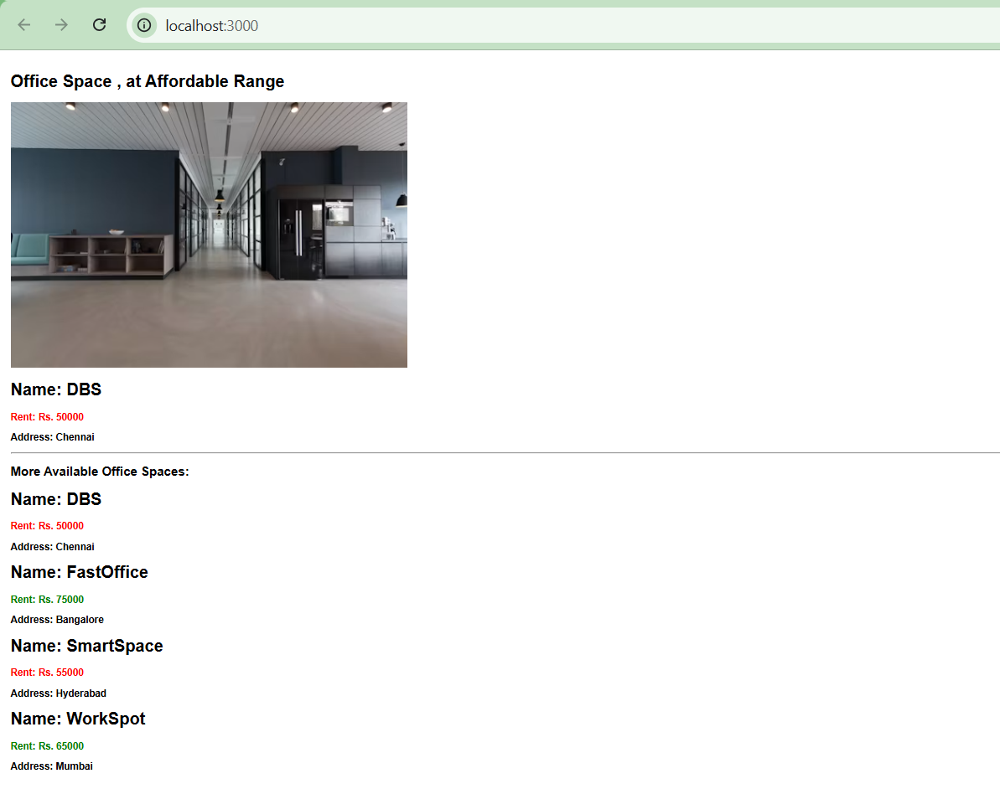 localhost:3000
Office Space , at Affordable Range
Name: DBS
Rent: Rs. 50000
Address: Chennai
More Available Office Spaces:
Name: DBS
Rent: Rs. 50000
Address: Chennai
Name: FastOffice
Rent: Rs. 75000
Address: Bangalore
Name: SmartSpace
Rent: Rs. 55000
Address: Hyderabad
Name: WorkSpot
Rent: Rs. 65000
Address: Mumbai